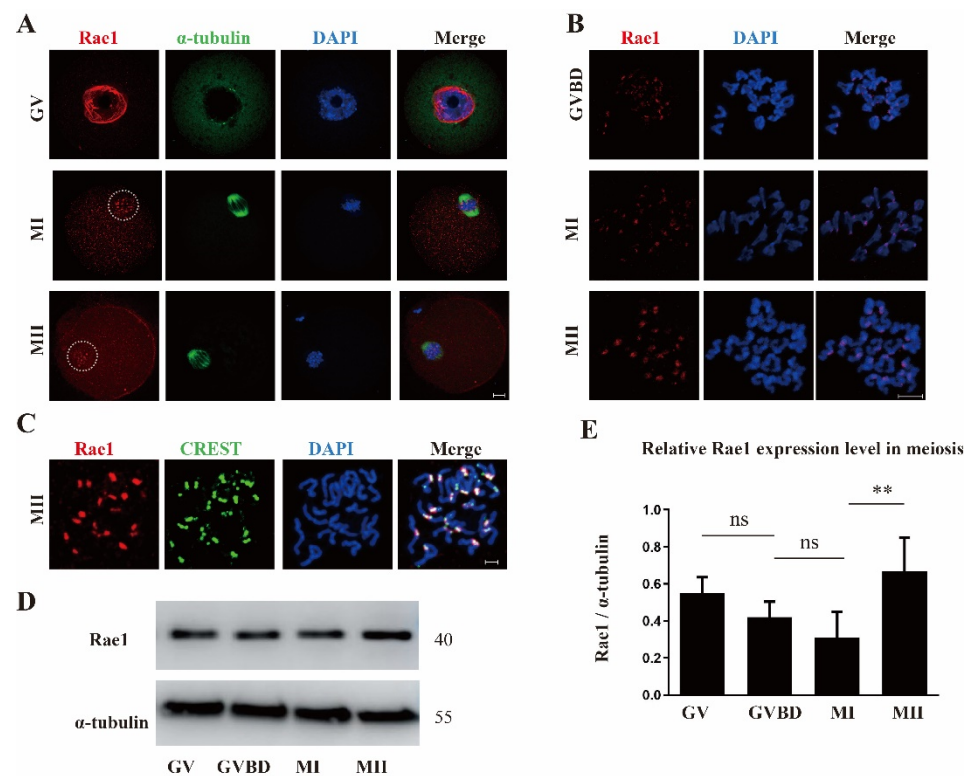 A
Rae1 α-tubulin DAPI Merge
GV
MI
MII
B
Rae1 DAPI Merge
GVBD
MI
MII
C
Rae1 CREST DAPI Merge
MII
D
Rae1 40
α-tubulin 55
GV GVBD MI MII
E
Relative Rae1 expression level in meiosis
Rae1 / α-tubulin
1.0
0.8
0.6
0.4
0.2
0.0
ns
ns
**
GV GVBD MI MII